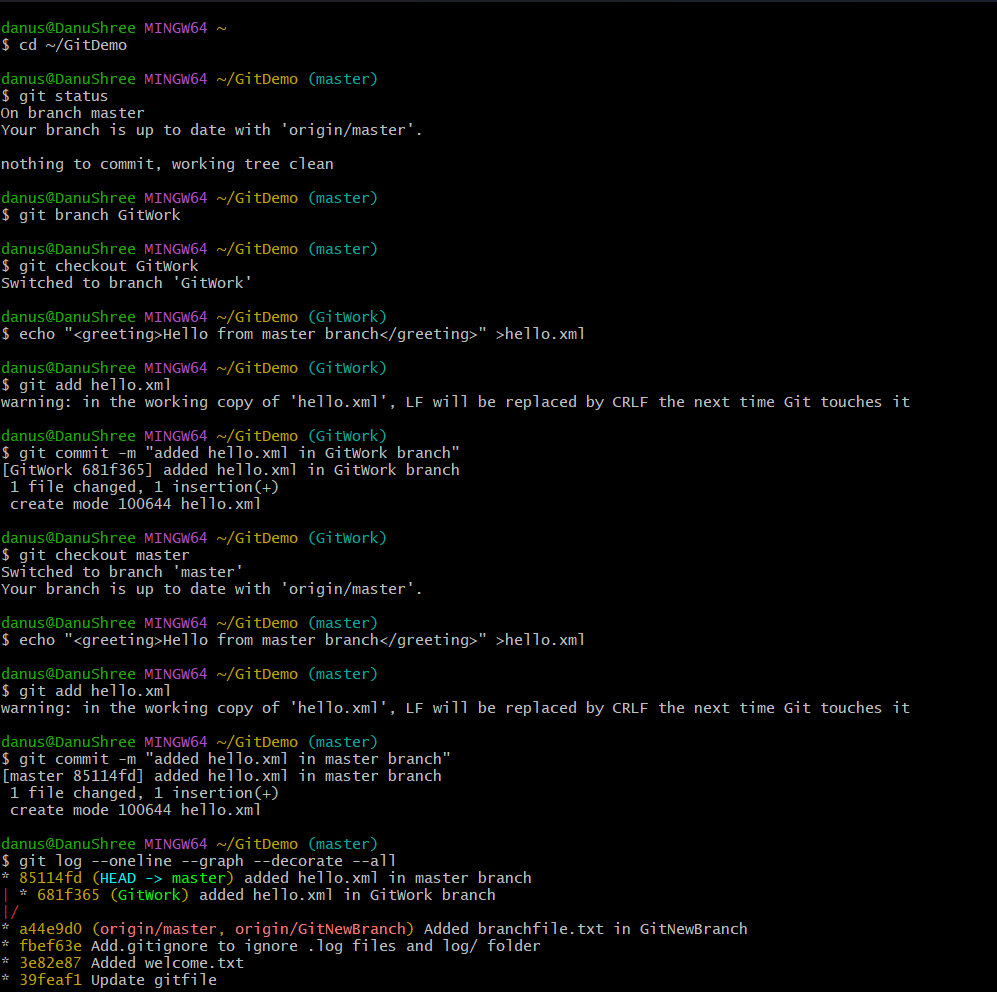 danus@DanuShree MINGW64 ~
$ cd ~/GitDemo
danus@DanuShree MINGW64 ~/GitDemo (master)
$ git status
On branch master
Your branch is up to date with 'origin/master'.
nothing to commit, working tree clean
danus@DanuShree MINGW64 ~/GitDemo (master)
$ git branch GitWork
danus@DanuShree MINGW64 ~/GitDemo (master)
$ git checkout GitWork
Switched to branch 'GitWork'
danus@DanuShree MINGW64 ~/GitDemo (GitWork)
$ echo "<greeting>Hello from master branch</greeting>" >hello.xml
danus@DanuShree MINGW64 ~/GitDemo (GitWork)
$ git add hello.xml
warning: in the working copy of 'hello.xml', LF will be replaced by CRLF the next time Git touches it
danus@DanuShree MINGW64 ~/GitDemo (GitWork)
$ git commit -m "added hello.xml in GitWork branch"
[GitWork 681f365] added hello.xml in GitWork branch
 1 file changed, 1 insertion(+)
 create mode 100644 hello.xml
danus@DanuShree MINGW64 ~/GitDemo (GitWork)
$ git checkout master
Switched to branch 'master'
Your branch is up to date with 'origin/master'.
danus@DanuShree MINGW64 ~/GitDemo (master)
$ echo "<greeting>Hello from master branch</greeting>" >hello.xml
danus@DanuShree MINGW64 ~/GitDemo (master)
$ git add hello.xml
warning: in the working copy of 'hello.xml', LF will be replaced by CRLF the next time Git touches it
danus@DanuShree MINGW64 ~/GitDemo (master)
$ git commit -m "added hello.xml in master branch"
[master 85114fd] added hello.xml in master branch
 1 file changed, 1 insertion(+)
 create mode 100644 hello.xml
danus@DanuShree MINGW64 ~/GitDemo (master)
$ git log --oneline --graph --decorate --all
* 85114fd (HEAD -> master) added hello.xml in master branch
| * 681f365 (GitWork) added hello.xml in GitWork branch
|/
* a44e9d0 (origin/master, origin/GitNewBranch) Added branchfile.txt in GitNewBranch
* fbef63e Add.gitignore to ignore .log files and log/ folder
* 3e82e87 Added welcome.txt
* 39feaf1 Update gitfile